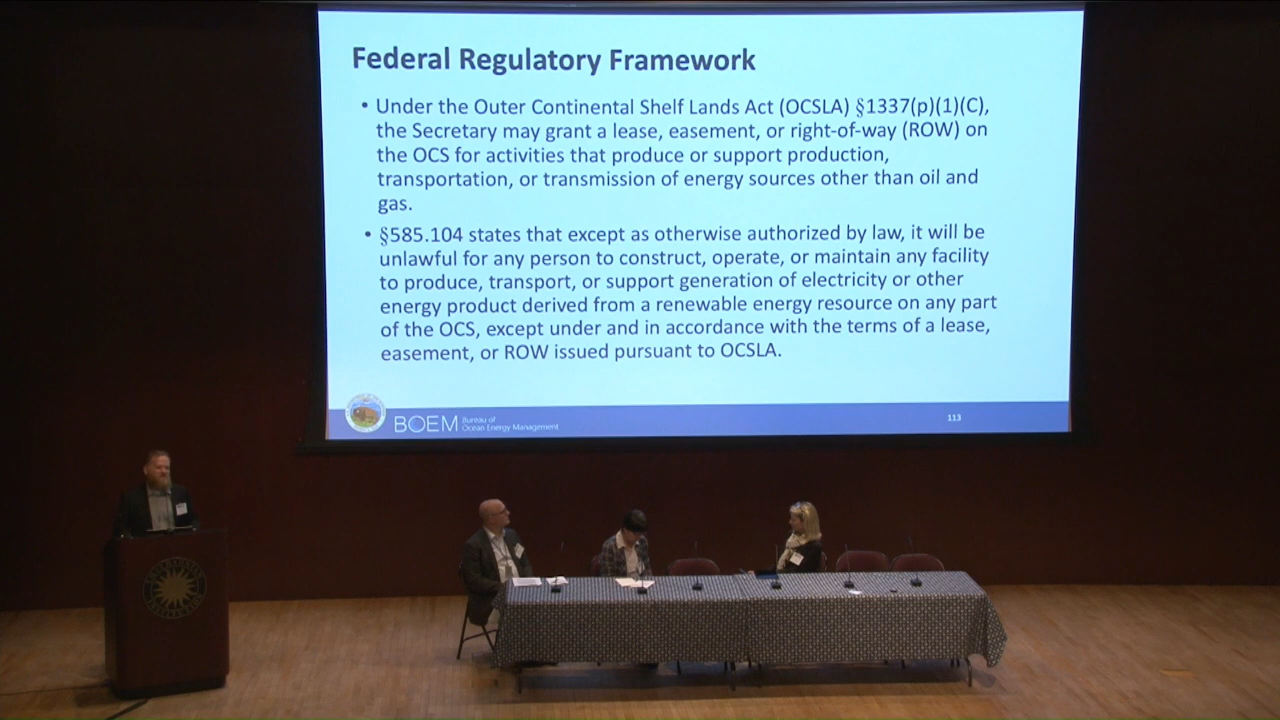 Federal Regulatory Framework
• Under the Outer Continental Shelf Lands Act (OCSLA) §1337(p)(1)(C),
the Secretary may grant a lease, easement, or right-of-way (ROW) on
the OCS for activities that produce or support production,
transportation, or transmission of energy sources other than oil and
gas.
• §585.104 states that except as otherwise authorized by law, it will be
unlawful for any person to construct, operate, or maintain any facility
to produce, transport, or support generation of electricity or other
energy product derived from a renewable energy resource on any part
of the OCS, except under and in accordance with the terms of a lease,
easement, or ROW issued pursuant to OCSLA.
BOEM
Bureau of
Ocean Energy Management
113